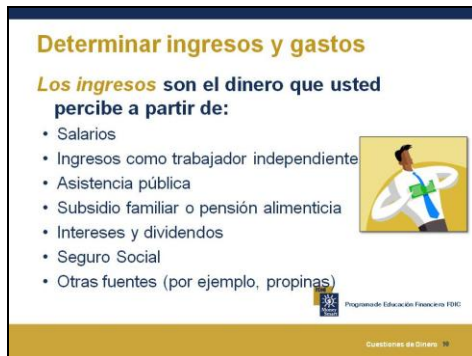 Determinar ingresos y gastos
Los ingresos son el dinero que usted
percibe a partir de:
• Salarios
• Ingresos como trabajador independiente
• Asistencia pública
• Subsidio familiar o pensión alimenticia
• Intereses y dividendos
• Seguro Social
• Otras fuentes (por ejemplo, propinas)
Programa de Educación Financiera FDIC
Cuestiones de Dinero